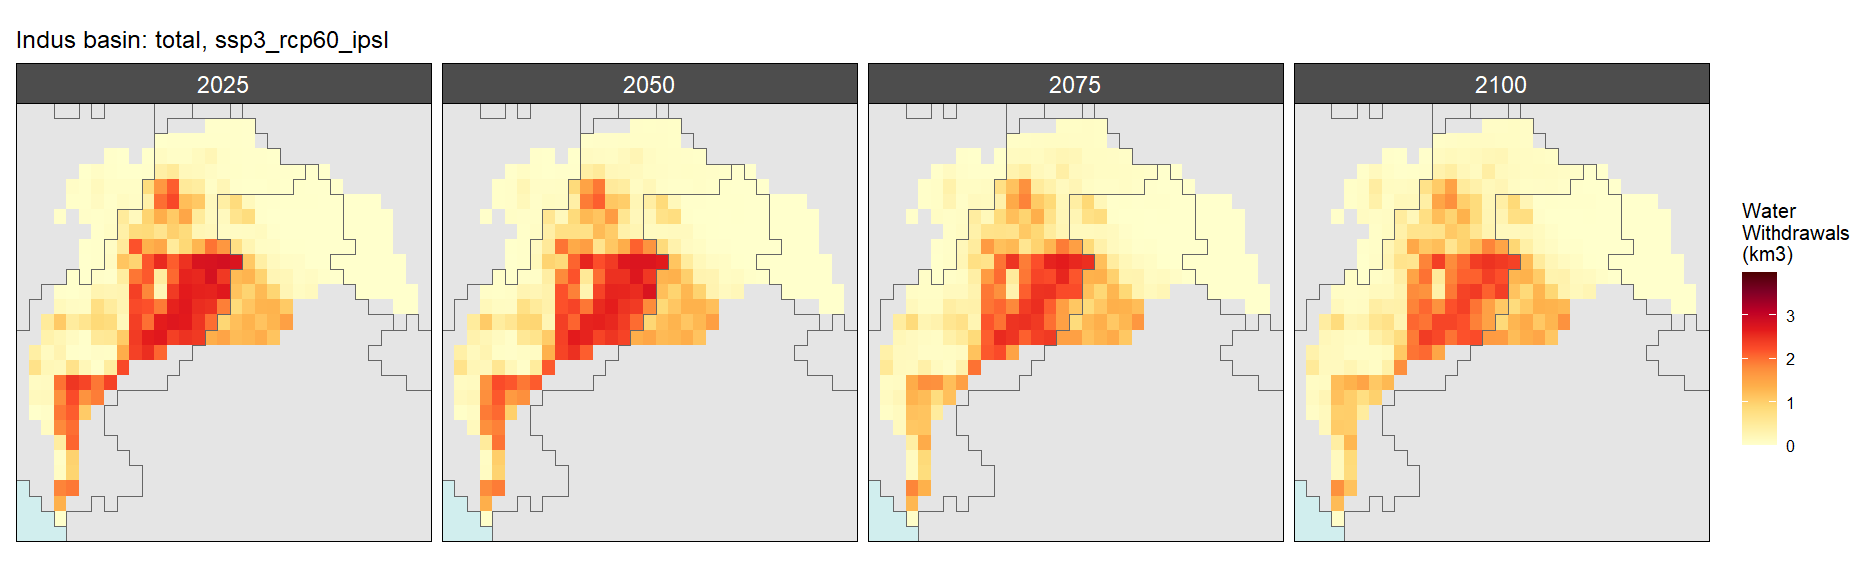 Indus basin: total, ssp3_rcp60_ipsl
2025
2050
2075
2100
Water
Withdrawals
(km3)
3
2
1
0